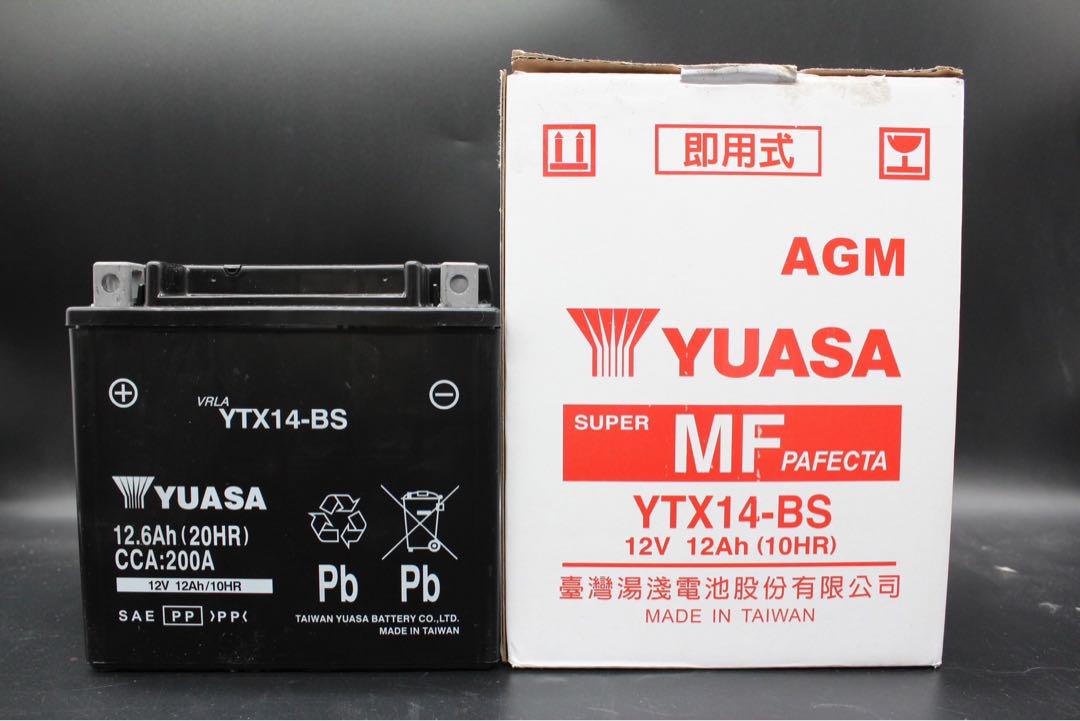 VRLA
YTX14-BS
YUASA
12.6Ah (20HR)
CCA:200A
12V 12Ah/10HR
SAE PP >PP<
Pb Pb
TAIWAN YUASA BATTERY CO.,LTD.
MADE IN TAIWAN
即用式
AGM
YUASA
SUPER MF PAFECTA
YTX14-BS
12V 12Ah (10HR)
臺灣湯淺電池股份有限公司
MADE IN TAIWAN